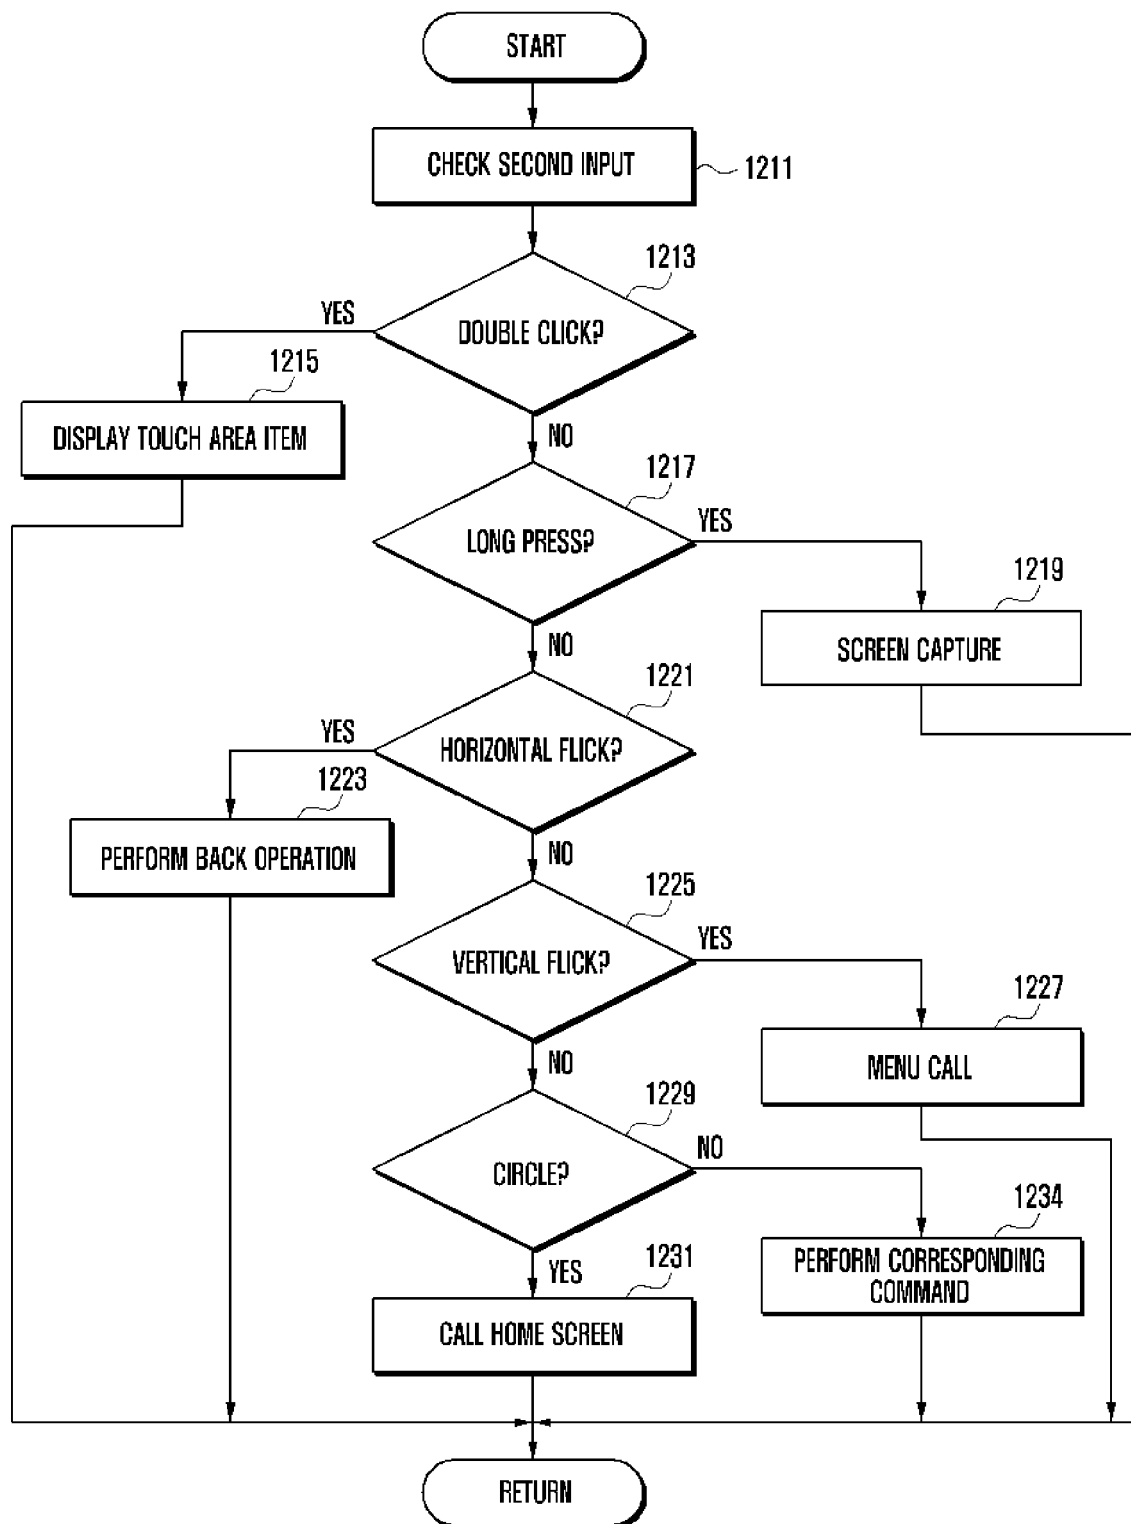 START
CHECK SECOND INPUT
1211
1213
DOUBLE CLICK?
YES
1215
DISPLAY TOUCH AREA ITEM
NO
1217
LONG PRESS?
YES
1219
SCREEN CAPTURE
NO
1221
HORIZONTAL FLICK?
YES
1223
PERFORM BACK OPERATION
NO
1225
VERTICAL FLICK?
YES
1227
MENU CALL
NO
1229
CIRCLE?
NO
1234
PERFORM CORRESPONDING
COMMAND
YES
1231
CALL HOME SCREEN
RETURN